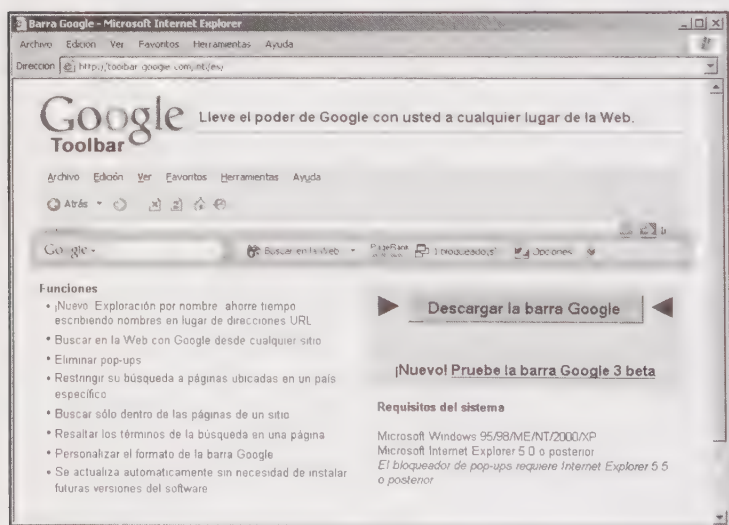 Barra Google - Microsoft Internet Explorer
Archivo Edición Ver Favoritos Herramientas Ayuda
Dirección http://toolbar.google.com/intl/es/
Google Lleve el poder de Google con usted a cualquier lugar de la Web.
Toolbar
Archivo Edición Ver Favoritos Herramientas Ayuda
Atrás
Google Buscar en la Web PageRank bloqueado(s) Opciones
Funciones
• ¡Nuevo! Exploración por nombre ahorre tiempo
escribiendo nombres en lugar de direcciones URL
• Buscar en la Web con Google desde cualquier sitio
• Eliminar pop-ups
• Restringir su búsqueda a páginas ubicadas en un país
específico
• Buscar sólo dentro de las páginas de un sitio
• Resaltar los términos de la búsqueda en una página
• Personalizar el formato de la barra Google
• Se actualiza automaticamente sin necesidad de instalar
futuras versiones del software
Descargar la barra Google
¡Nuevo! Pruebe la barra Google 3 beta
Requisitos del sistema
Microsoft Windows 95/98/ME/NT/2000/XP
Microsoft Internet Explorer 5.0 o posterior
El bloqueador de pop-ups requiere Internet Explorer 5.5
o posterior